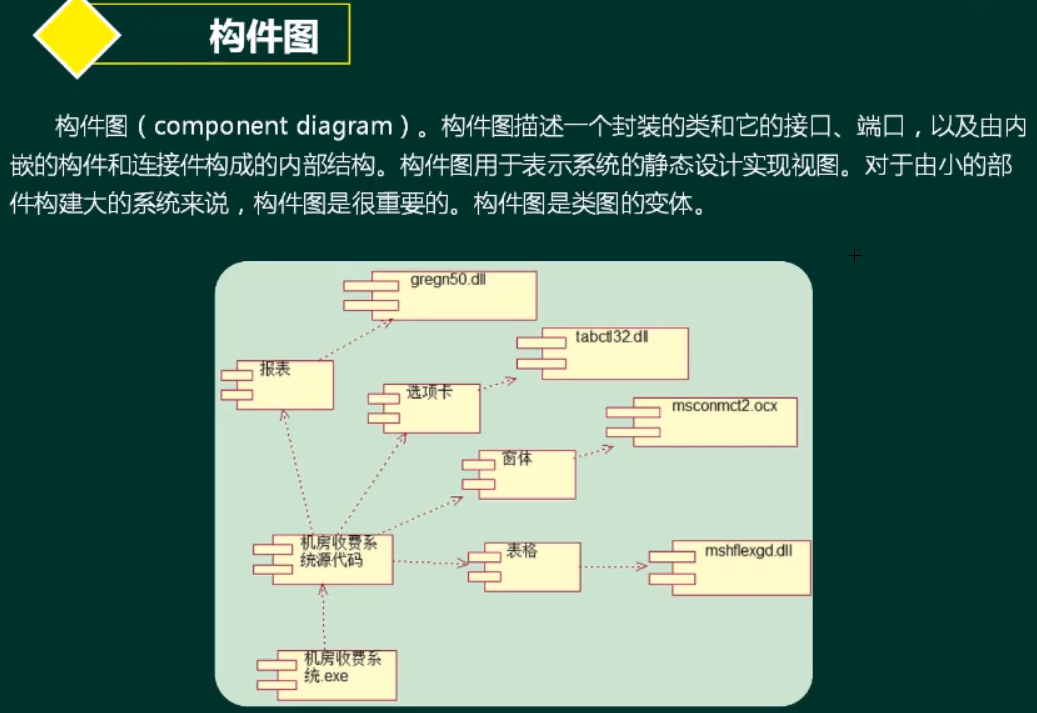 构件图
构件图（component diagram）。构件图描述一个封装的类和它的接口、端口，以及由内
嵌的构件和连接件构成的内部结构。构件图用于表示系统的静态设计实现视图。对于由小的部
件构建大的系统来说，构件图是很重要的。构件图是类图的变体。
gregn50.dll
tabctl32.dll
报表
选项卡
msconmct2.ocx
窗体
机房收费系
统源代码
表格
mshflexgd.dll
机房收费系
统.exe